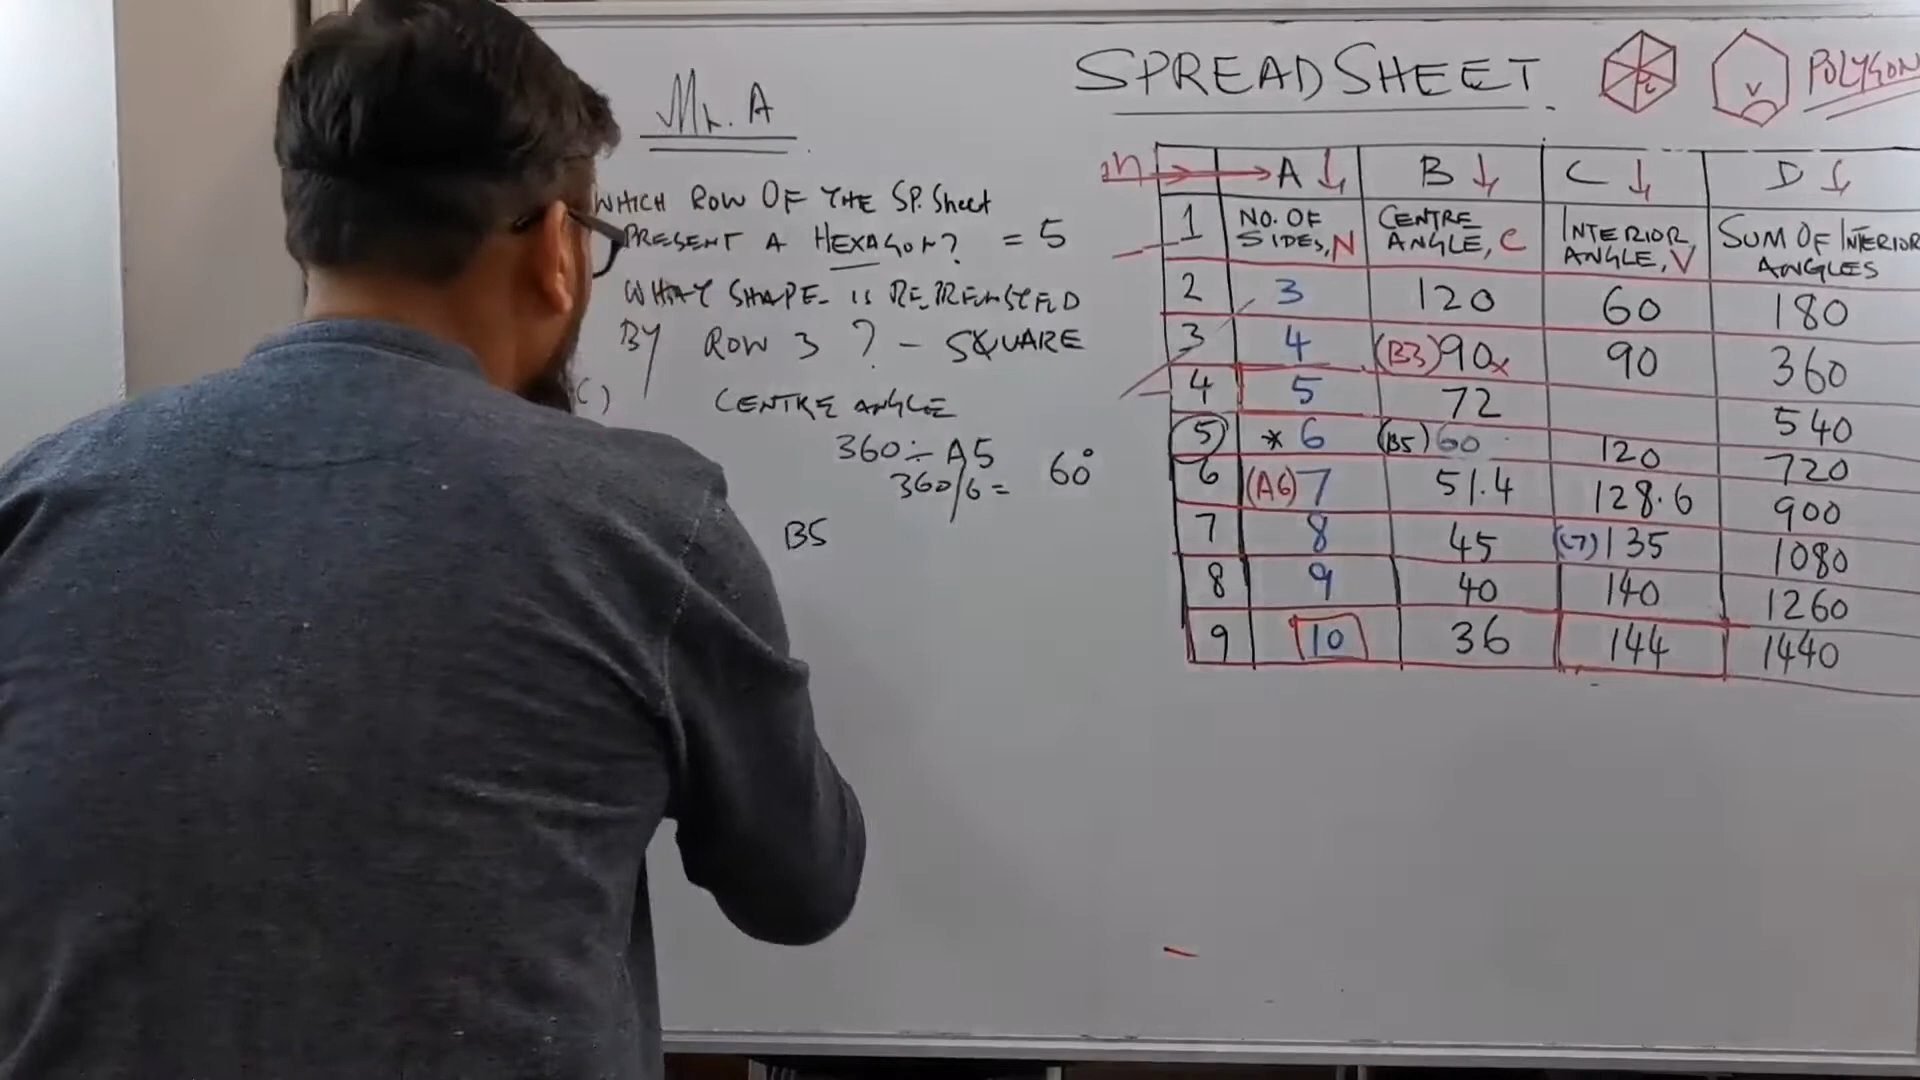 Mr. A
WHICH ROW OF THE SP. Sheet
PRESENT A HEXAGON? = 5
WHAT SHAPE IS REPRENSTED
BY ROW 3 ? - SQUARE
C) CENTRE ANGLE
360 ÷ A5
360/6 = 60°
B5
SPREADSHEET.
c
V
POLYGON
m A B C D
1 NO. OF SIDES, N CENTRE ANGLE, C INTERIOR ANGLE, V SUM OF INTERIOR ANGLES
2 3 120 60 180
3 4 (B3) 90x 90 360
4 5 72 540
5 * 6 (B5) 60 120 720
6 (A6) 7 51.4 128.6 900
7 8 45 (C7) 135 1080
8 9 40 140 1260
9 10 36 144 1440